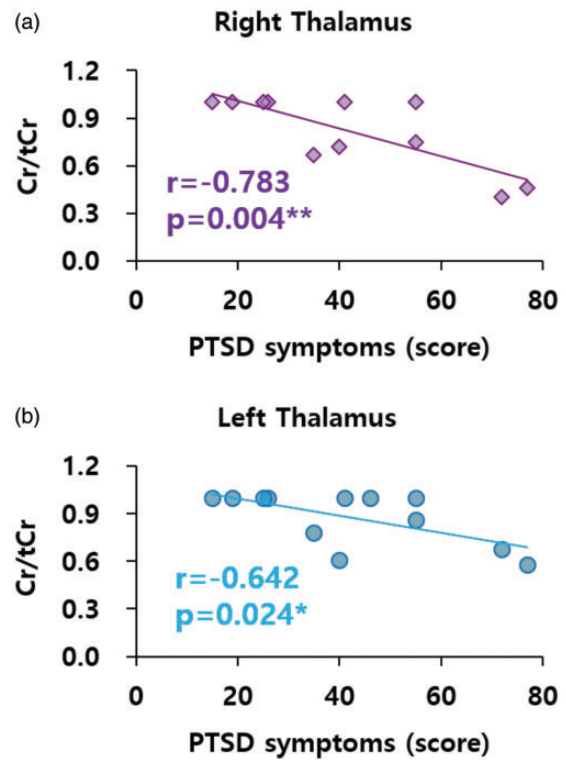 (a)
Right Thalamus
1.2
0.9
0.6
0.3
0.0
Cr/tCr
r=-0.783
p=0.004**
0 20 40 60 80
PTSD symptoms (score)
(b)
Left Thalamus
1.2
0.9
0.6
0.3
0.0
Cr/tCr
r=-0.642
p=0.024*
0 20 40 60 80
PTSD symptoms (score)